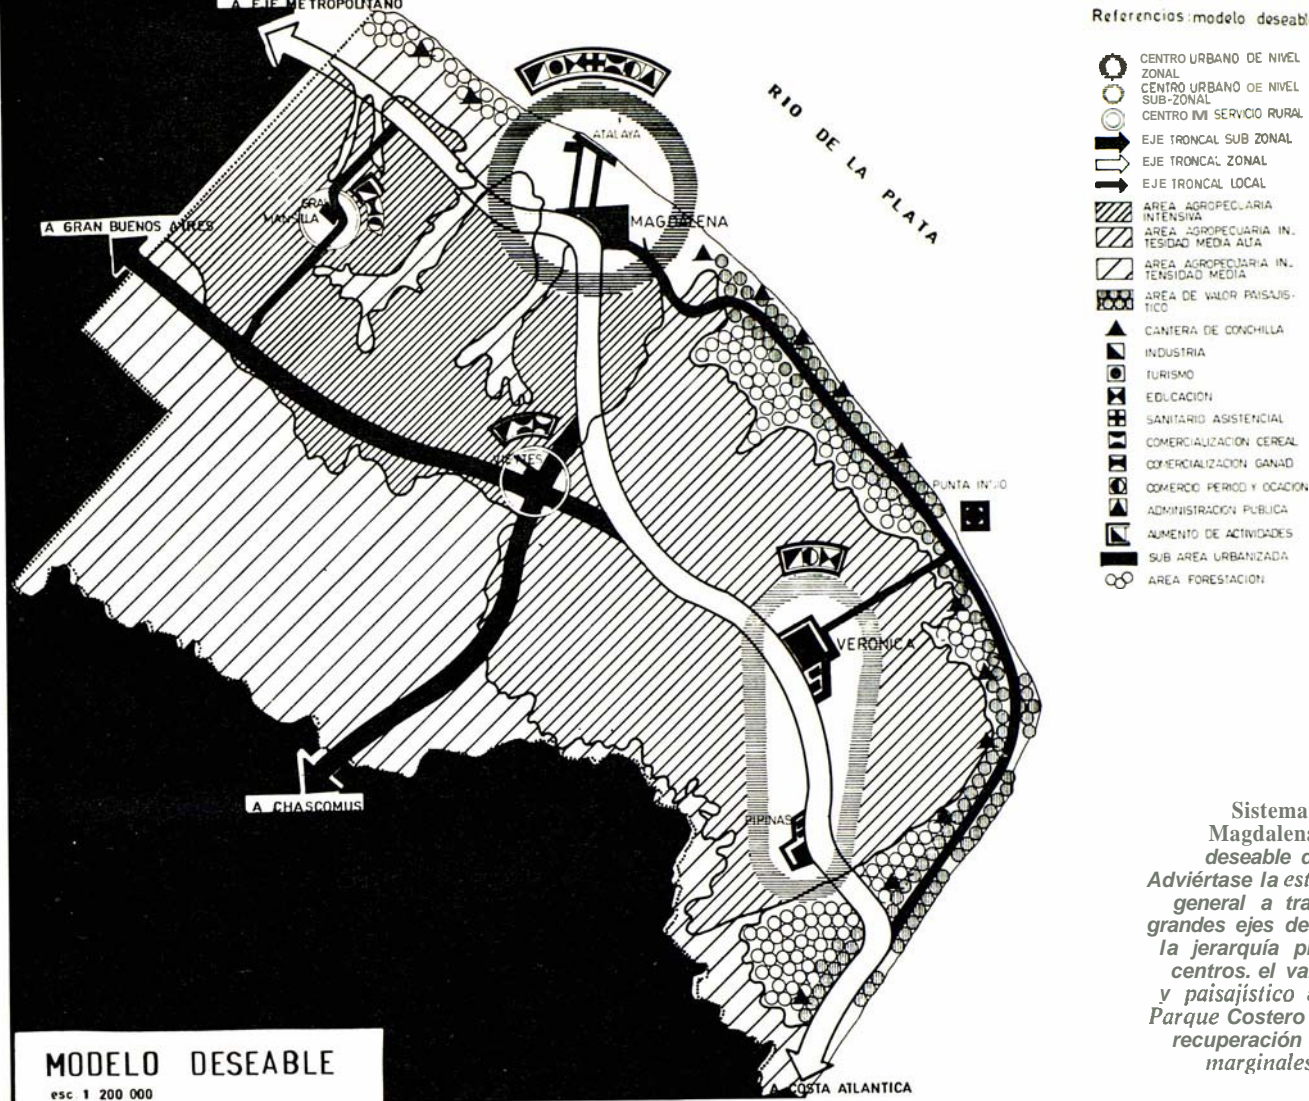 A EJE METROPOLITANO
RIO DE LA PLATA
ATALAYA
MAGDALENA
GRAL
MANSILLA
A GRAN BUENOS AIRES
PUNTA INDIO
VERONICA
PIPINAS
A CHASCOMUS
A COSTA ATLANTICA
MODELO DESEABLE
esc 1 200 000
Referencias: modelo deseabl
CENTRO URBANO DE NIVEL
ZONAL
CENTRO URBANO DE NIVEL
SUB-ZONAL
CENTRO SERVICIO RURAL
EJE TRONCAL SUB ZONAL
EJE TRONCAL ZONAL
EJE TRONCAL LOCAL
AREA AGROPECUARIA
INTENSIVA
AREA AGROPECUARIA IN-
TESIDAD MEDIA ALTA
AREA AGROPECUARIA IN-
TENSIDAD MEDIA
AREA DE VALOR PAISAJIS-
TICO
CANTERA DE CONCHILLA
INDUSTRIA
TURISMO
EDUCACION
SANITARIO ASISTENCIAL
COMERCIALIZACION CEREAL
COMERCIALIZACION GANAD
COMERCIO PERIOD Y OCACION
ADMINISTRACION PUBLICA
AUMENTO DE ACTIVIDADES
SUB AREA URBANIZADA
AREA FORESTACION
Sistema
Magdalena
deseable d
Adviértase la est
general a tra
grandes ejes de
la jerarquía p
centros. el va
y paisajístico
Parque Costero
recuperación
marginales